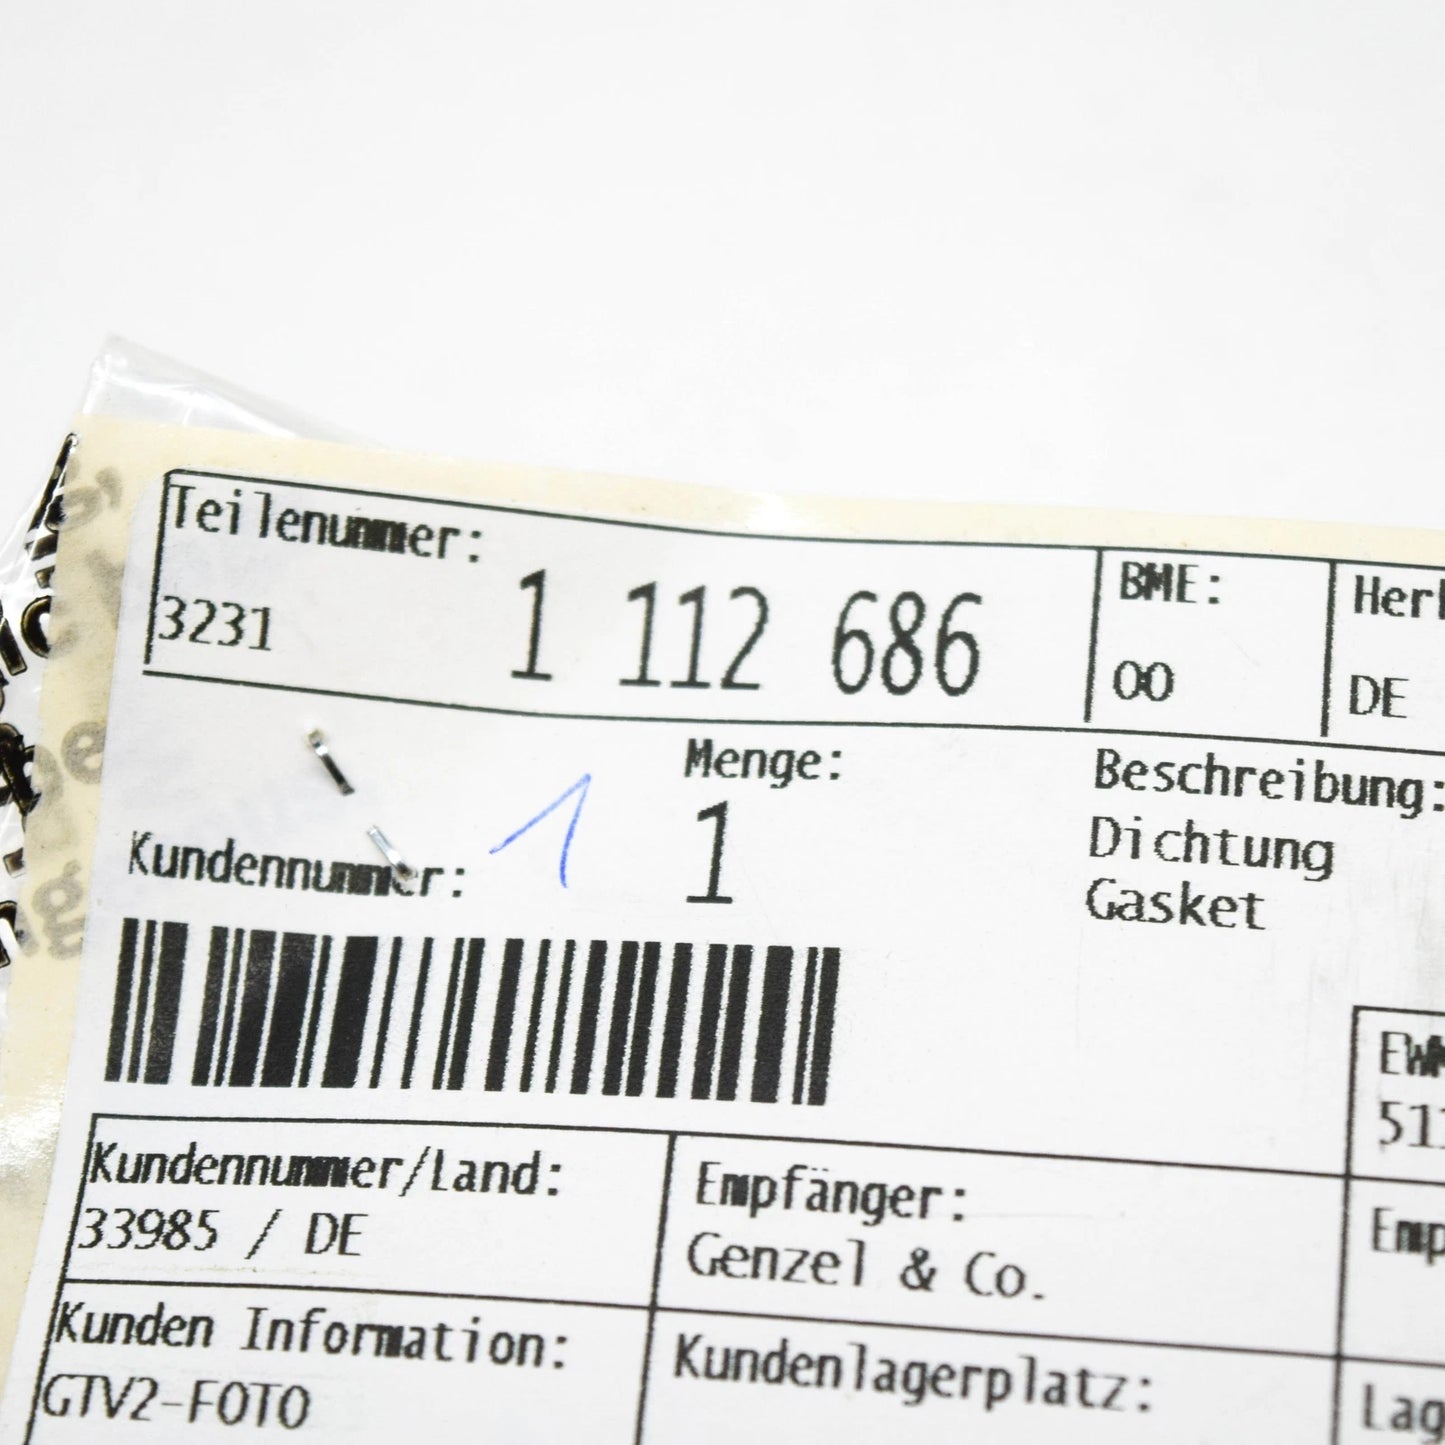 Teilenummer:
3231 1 112 686
BME:
00
DE
Menge:
1
1
Beschreibung:
Dichtung
Gasket
Kundennummer:
Kundennummer/Land:
33985 / DE
Empfänger:
Genzel & Co.
Kunden Information:
GTV2-FOTO
Kundenlagerplatz: